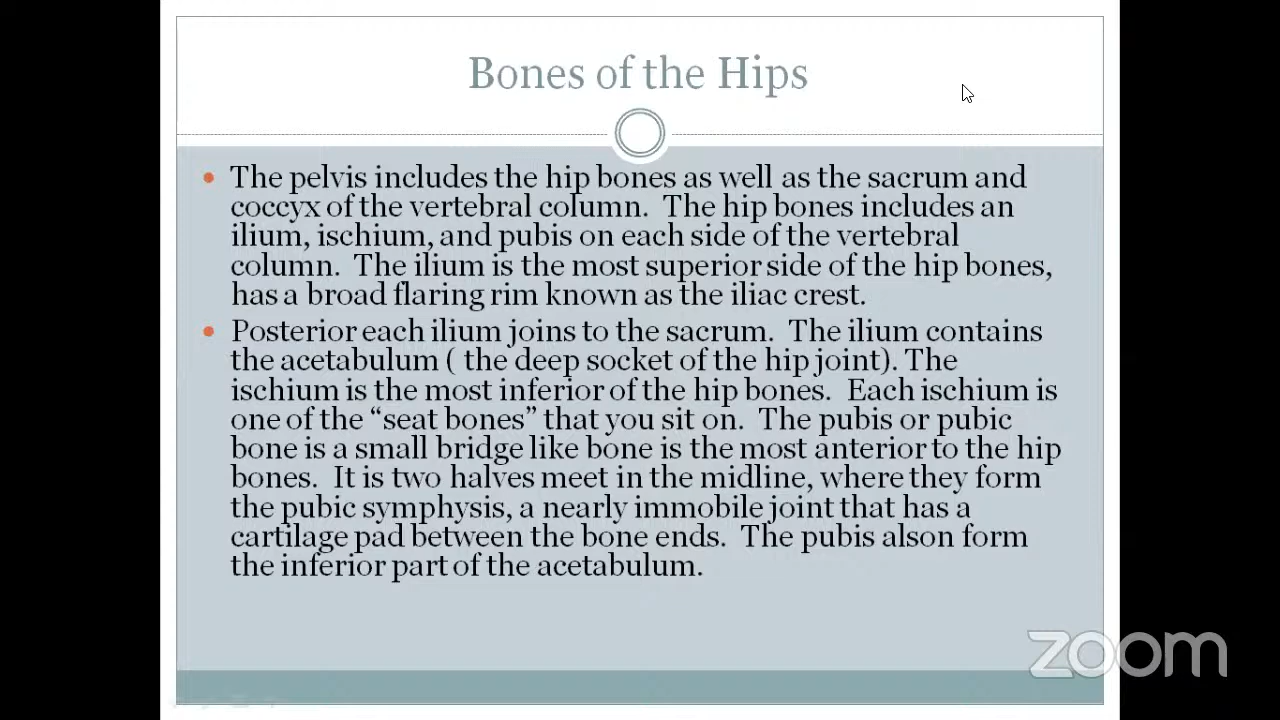 Bones of the Hips
• The pelvis includes the hip bones as well as the sacrum and
coccyx of the vertebral column.  The hip bones includes an
ilium, ischium, and pubis on each side of the vertebral
column.  The ilium is the most superior side of the hip bones,
has a broad flaring rim known as the iliac crest.
• Posterior each ilium joins to the sacrum.  The ilium contains
the acetabulum ( the deep socket of the hip joint). The
ischium is the most inferior of the hip bones.  Each ischium is
one of the “seat bones” that you sit on.  The pubis or pubic
bone is a small bridge like bone is the most anterior to the hip
bones.  It is two halves meet in the midline, where they form
the pubic symphysis, a nearly immobile joint that has a
cartilage pad between the bone ends.  The pubis alson form
the inferior part of the acetabulum.
zoom